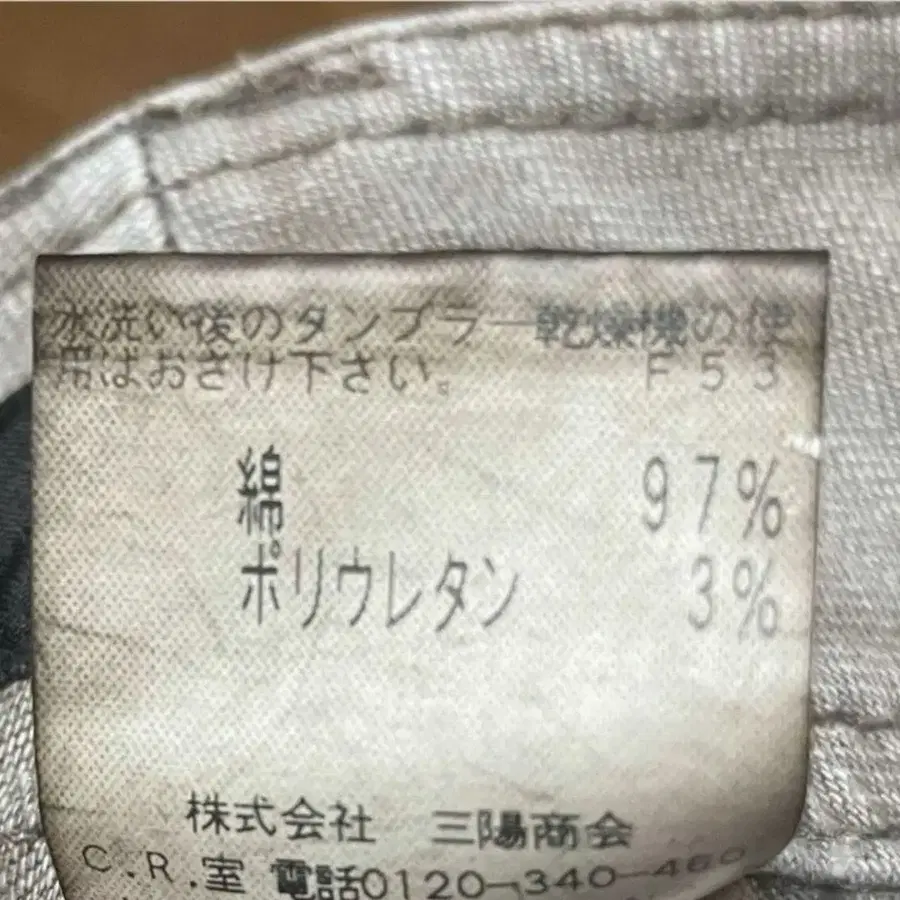 水洗い後のタンブラー乾燥機の使
用はおさけ下さい。 F53
綿 97%
ポリウレタン 3%
株式会社 三陽商会
C.R.室 電話0120-340-460